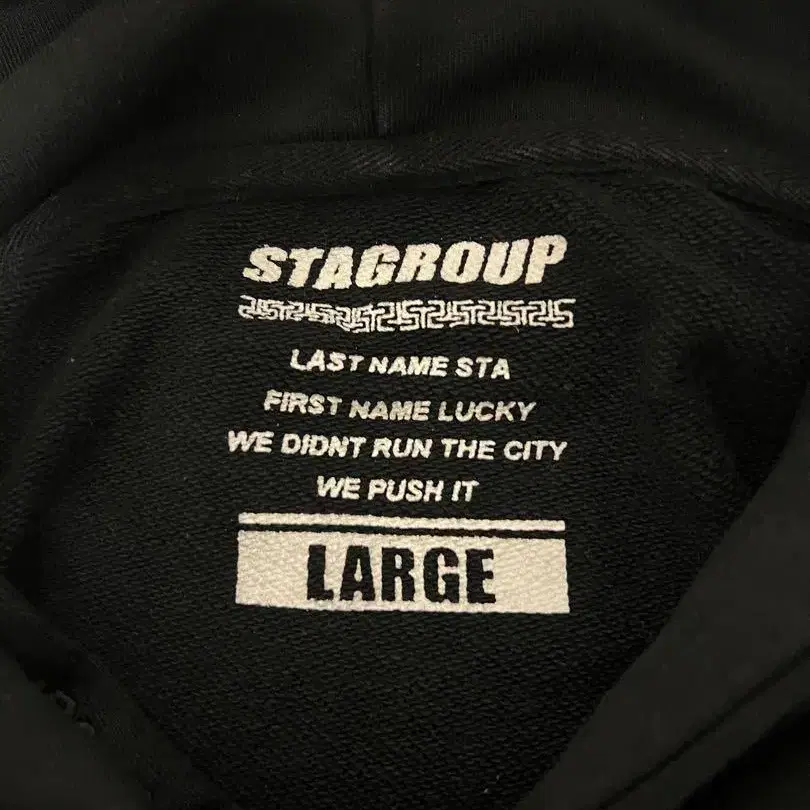 STAGROUP
LAST NAME STA
FIRST NAME LUCKY
WE DIDNT RUN THE CITY
WE PUSH IT
LARGE